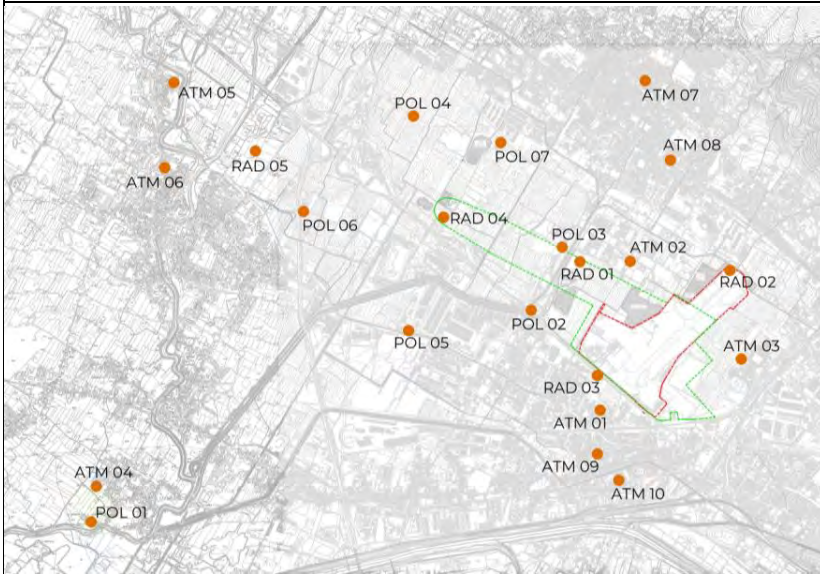 ATM 05
ATM 07
POL 04
RAD 05
POL 07
ATM 08
ATM 06
POL 06
RAD 04
POL 03
ATM 02
RAD 01
RAD 02
POL 02
POL 05
ATM 03
RAD 03
ATM 01
ATM 09
ATM 04
ATM 10
POL 01